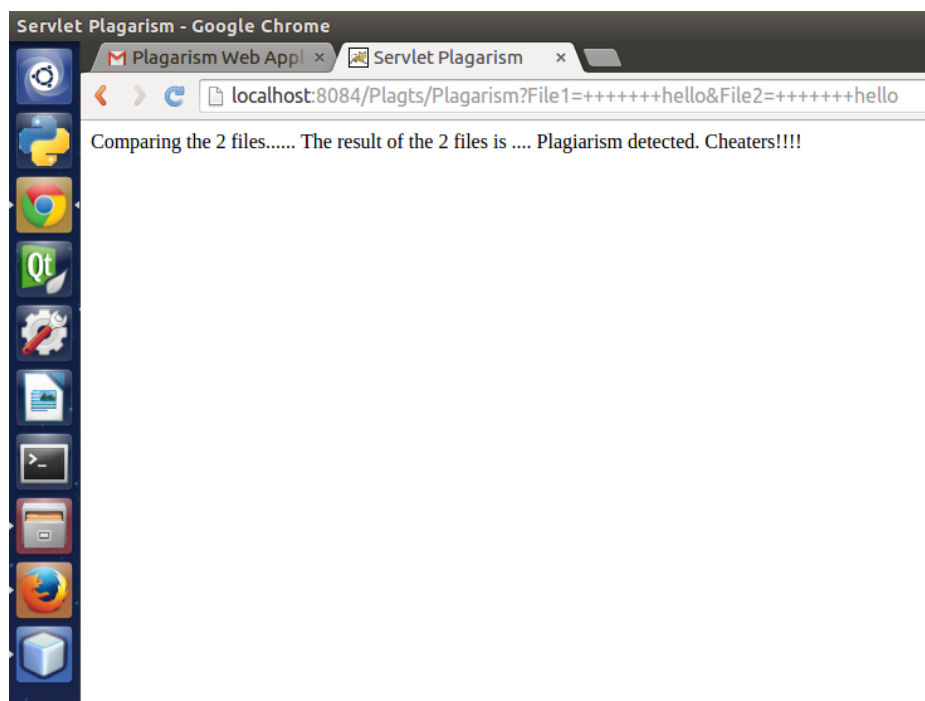 Servlet Plagarism - Google Chrome
Plagarism Web Appl × Servlet Plagarism ×
localhost:8084/Plagts/Plagarism?File1=+++++++hello&File2=+++++++hello
Comparing the 2 files...... The result of the 2 files is .... Plagiarism detected. Cheaters!!!!
Qt
>_